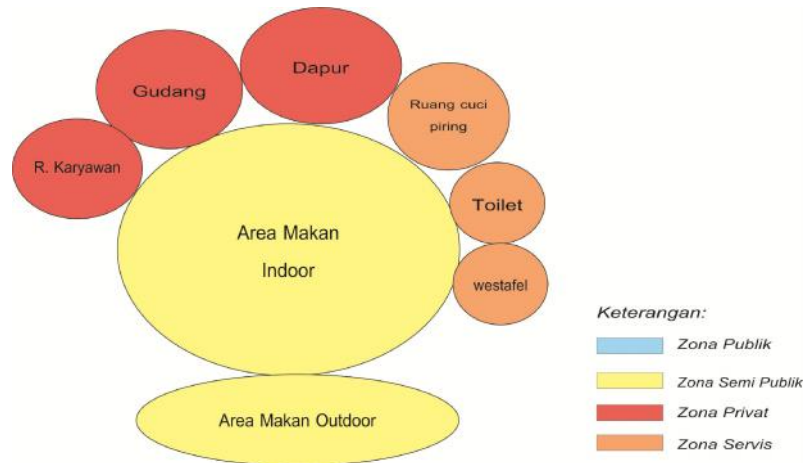 Dapur
Gudang
Ruang cuci
piring
R. Karyawan
Toilet
Area Makan
Indoor
westafel
Keterangan:
Zona Publik
Zona Semi Publik
Zona Privat
Zona Servis
Area Makan Outdoor